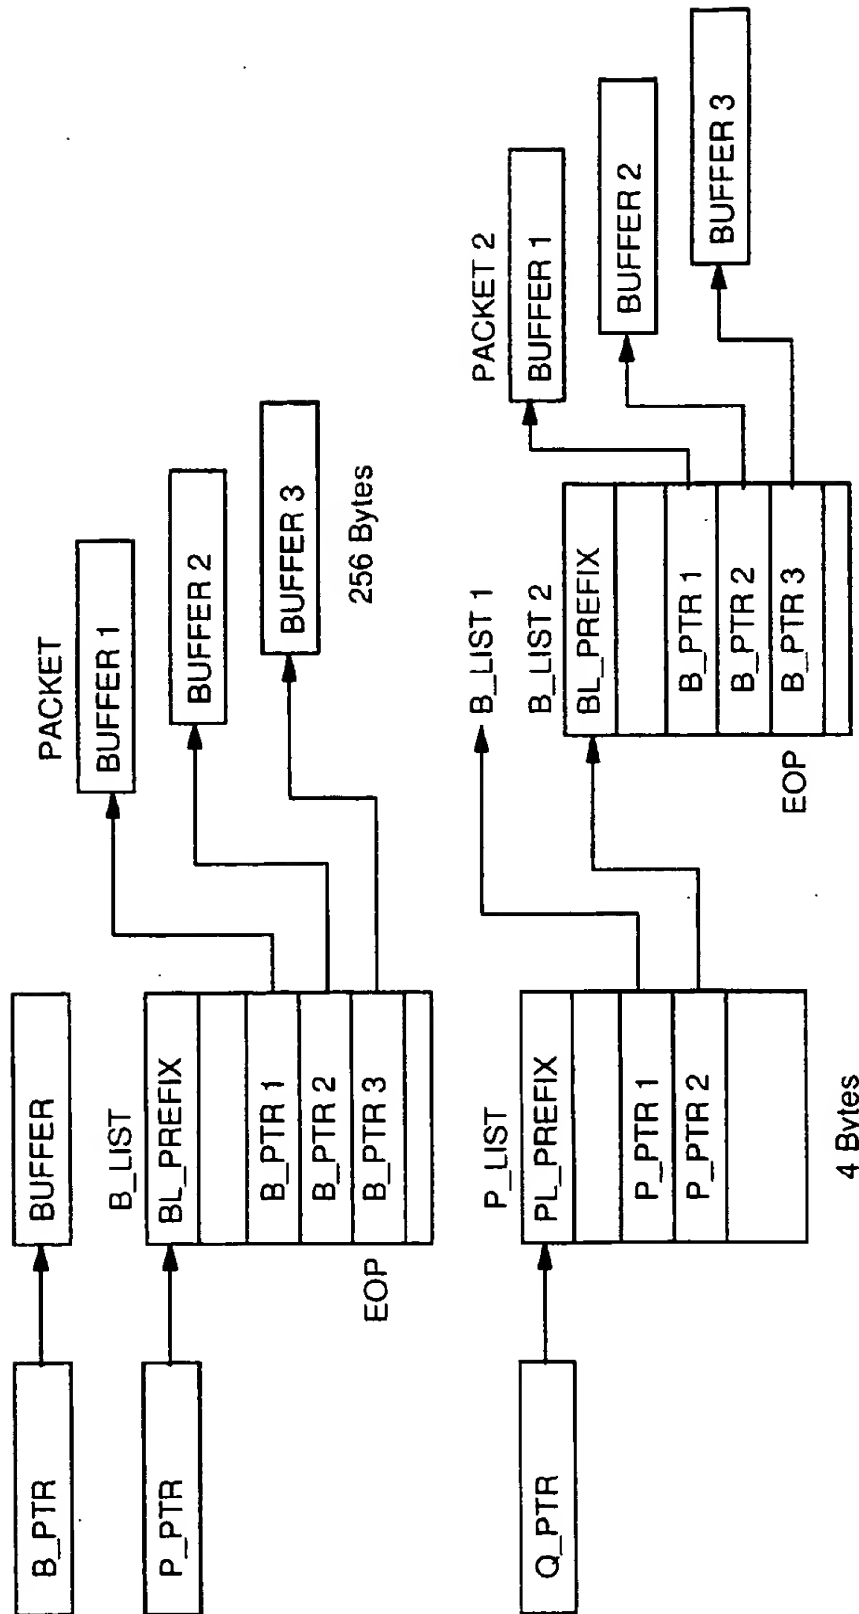 B_PTR
BUFFER
P_PTR
B_LIST
BL_PREFIX
B_PTR 1
B_PTR 2
B_PTR 3
EOP
PACKET
BUFFER 1
BUFFER 2
BUFFER 3
256 Bytes
Q_PTR
P_LIST
PL_PREFIX
P_PTR 1
P_PTR 2
4 Bytes
B_LIST 1
B_LIST 2
BL_PREFIX
B_PTR 1
B_PTR 2
B_PTR 3
EOP
PACKET 2
BUFFER 1
BUFFER 2
BUFFER 3